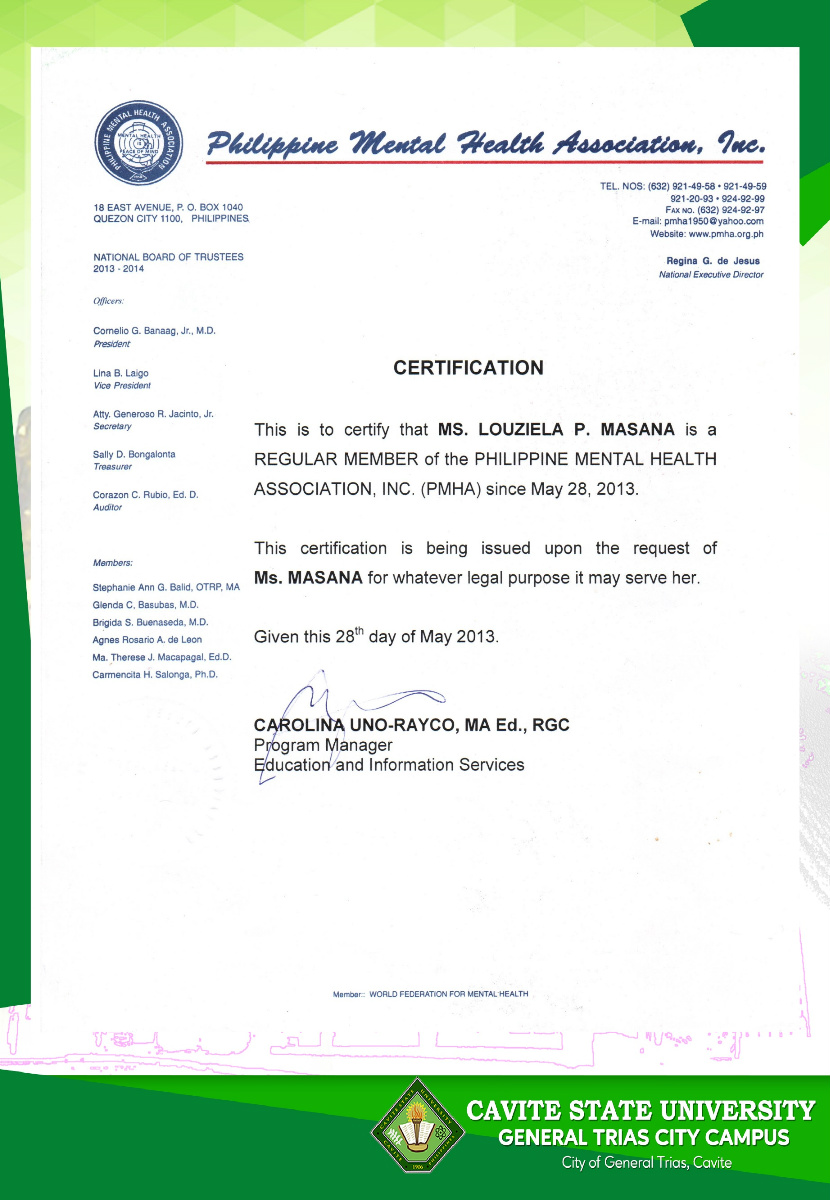 PHILIPPINE MENTAL HEALTH ASSOCIATION
MENTAL HEALTH
PEACE OF MIND
Philippine Mental Health Association, Inc.
18 EAST AVENUE, P. O. BOX 1040
QUEZON CITY 1100, PHILIPPINES
TEL. NOS: (632) 921-49-58 • 921-49-59
921-20-93 • 924-92-99
FAX NO. (632) 924-92-97
E-mail: pmha1950@yahoo.com
Website: www.pmha.org.ph
Regina G. de Jesus
National Executive Director
NATIONAL BOARD OF TRUSTEES
2013 - 2014
Officers:
Cornelio G. Banaag, Jr., M.D.
President
Lina B. Laigo
Vice President
Atty. Generoso R. Jacinto, Jr.
Secretary
Sally D. Bongalonta
Treasurer
Corazon C. Rubio, Ed. D.
Auditor
Members:
Stephanie Ann G. Balid, OTRP, MA
Glenda C, Basubas, M.D.
Brigida S. Buenaseda, M.D.
Agnes Rosario A. de Leon
Ma. Therese J. Macapagal, Ed.D.
Carmencita H. Salonga, Ph.D.
CERTIFICATION
This is to certify that MS. LOUZIELA P. MASANA is a
REGULAR MEMBER of the PHILIPPINE MENTAL HEALTH
ASSOCIATION, INC. (PMHA) since May 28, 2013.
This certification is being issued upon the request of
Ms. MASANA for whatever legal purpose it may serve her.
Given this 28th day of May 2013.
CAROLINA UNO-RAYCO, MA Ed., RGC
Program Manager
Education and Information Services
Member: WORLD FEDERATION FOR MENTAL HEALTH
1906
CAVITE STATE UNIVERSITY
GENERAL TRIAS CITY CAMPUS
City of General Trias, Cavite